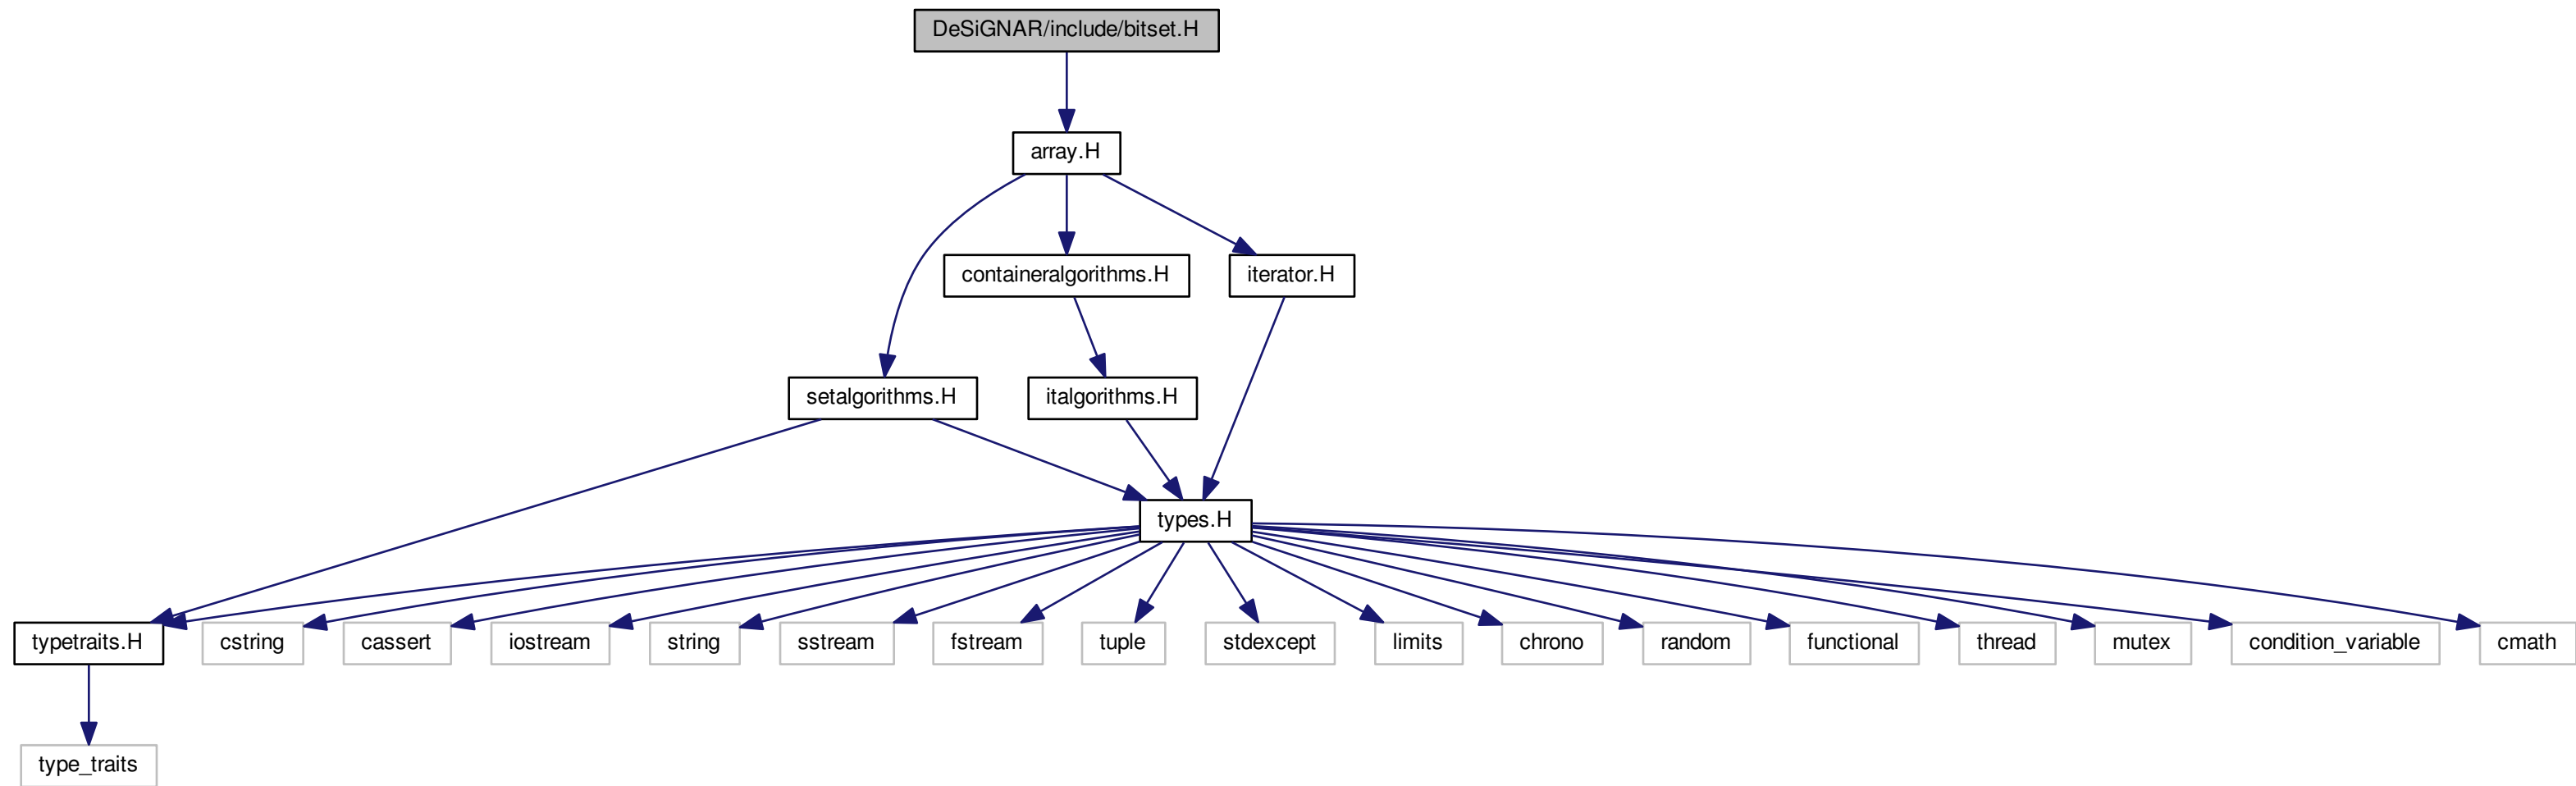 DeSiGNAR/include/bitset.H
array.H
containeralgorithms.H
iterator.H
setalgorithms.H
italgorithms.H
types.H
typetraits.H
cstring
cassert
iostream
string
sstream
fstream
tuple
stdexcept
limits
chrono
random
functional
thread
mutex
condition_variable
cmath
type_traits